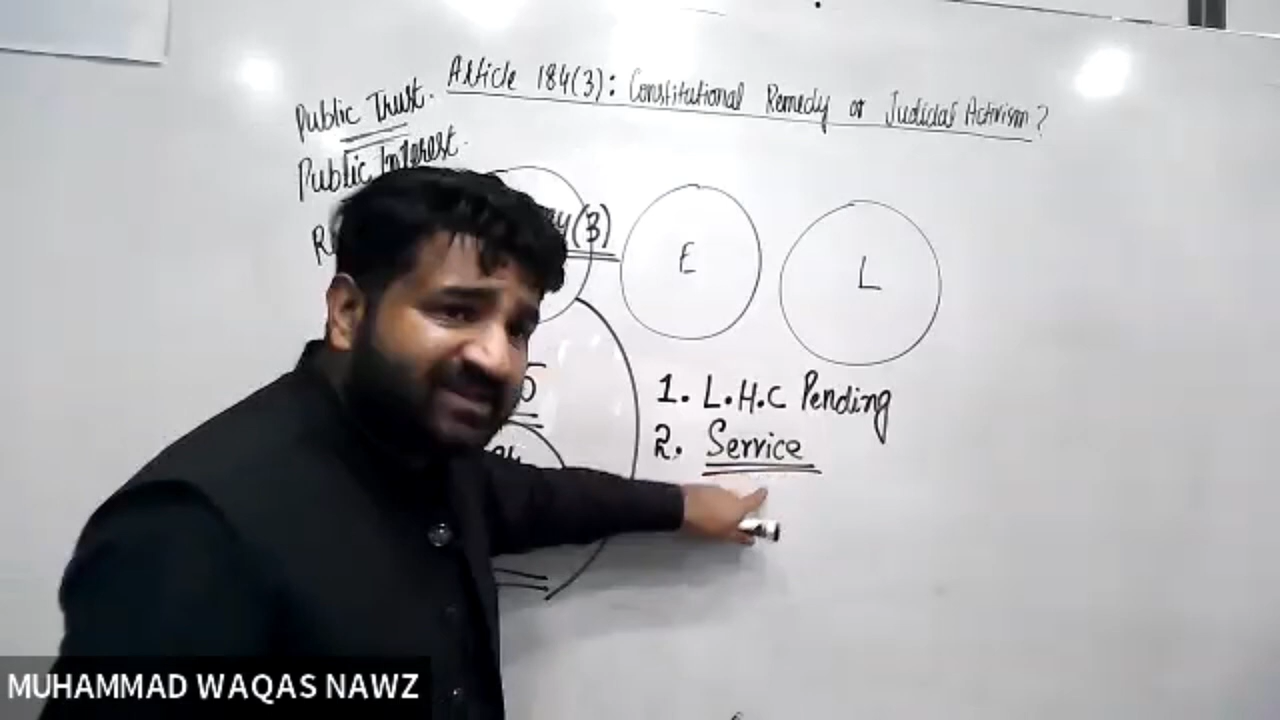 Article 184(3): Constitutional Remedy or Judicial Activism?
Public Trust.
Public Interest.
(3)
E
L
1. L.H.C Pending
2. Service
MUHAMMAD WAQAS NAWZ